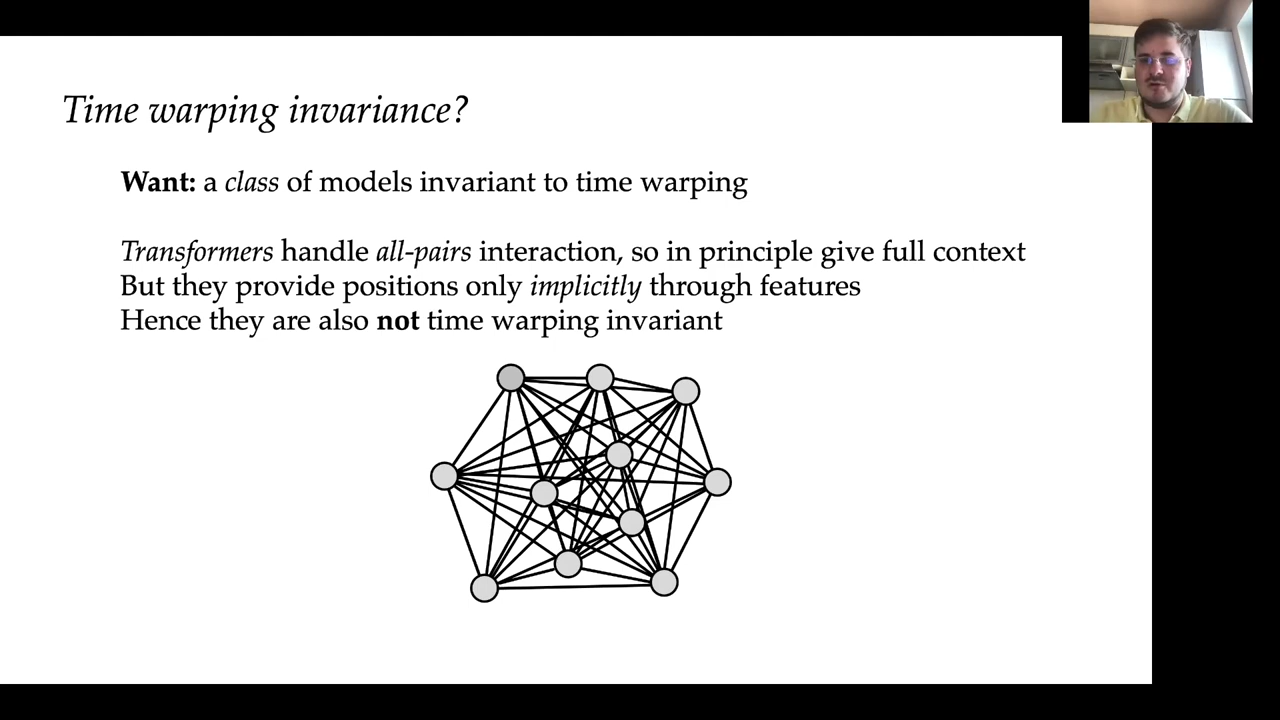 Time warping invariance?
Want: a class of models invariant to time warping
Transformers handle all-pairs interaction, so in principle give full context
But they provide positions only implicitly through features
Hence they are also not time warping invariant